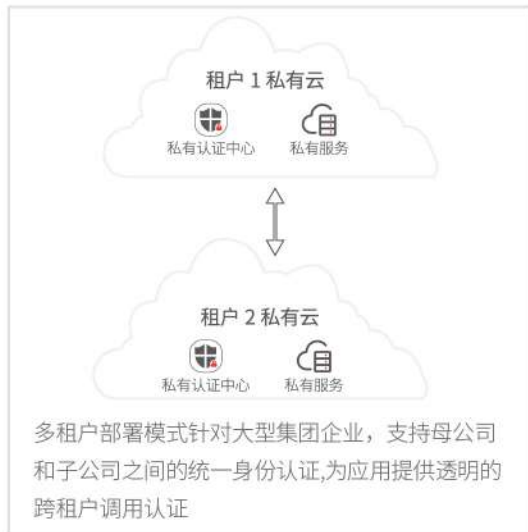 租户 1 私有云
私有认证中心 私有服务
租户 2 私有云
私有认证中心 私有服务
多租户部署模式针对大型集团企业，支持母公司
和子公司之间的统一身份认证,为应用提供透明的
跨租户调用认证